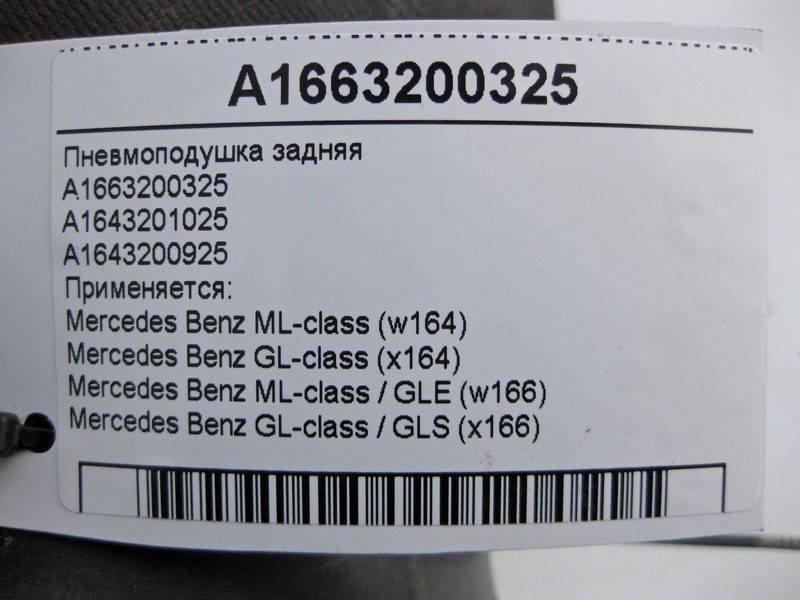 A1663200325
Пневмоподушка задняя
A1663200325
A1643201025
A1643200925
Применяется:
Mercedes Benz ML-class (w164)
Mercedes Benz GL-class (x164)
Mercedes Benz ML-class / GLE (w166)
Mercedes Benz GL-class / GLS (x166)